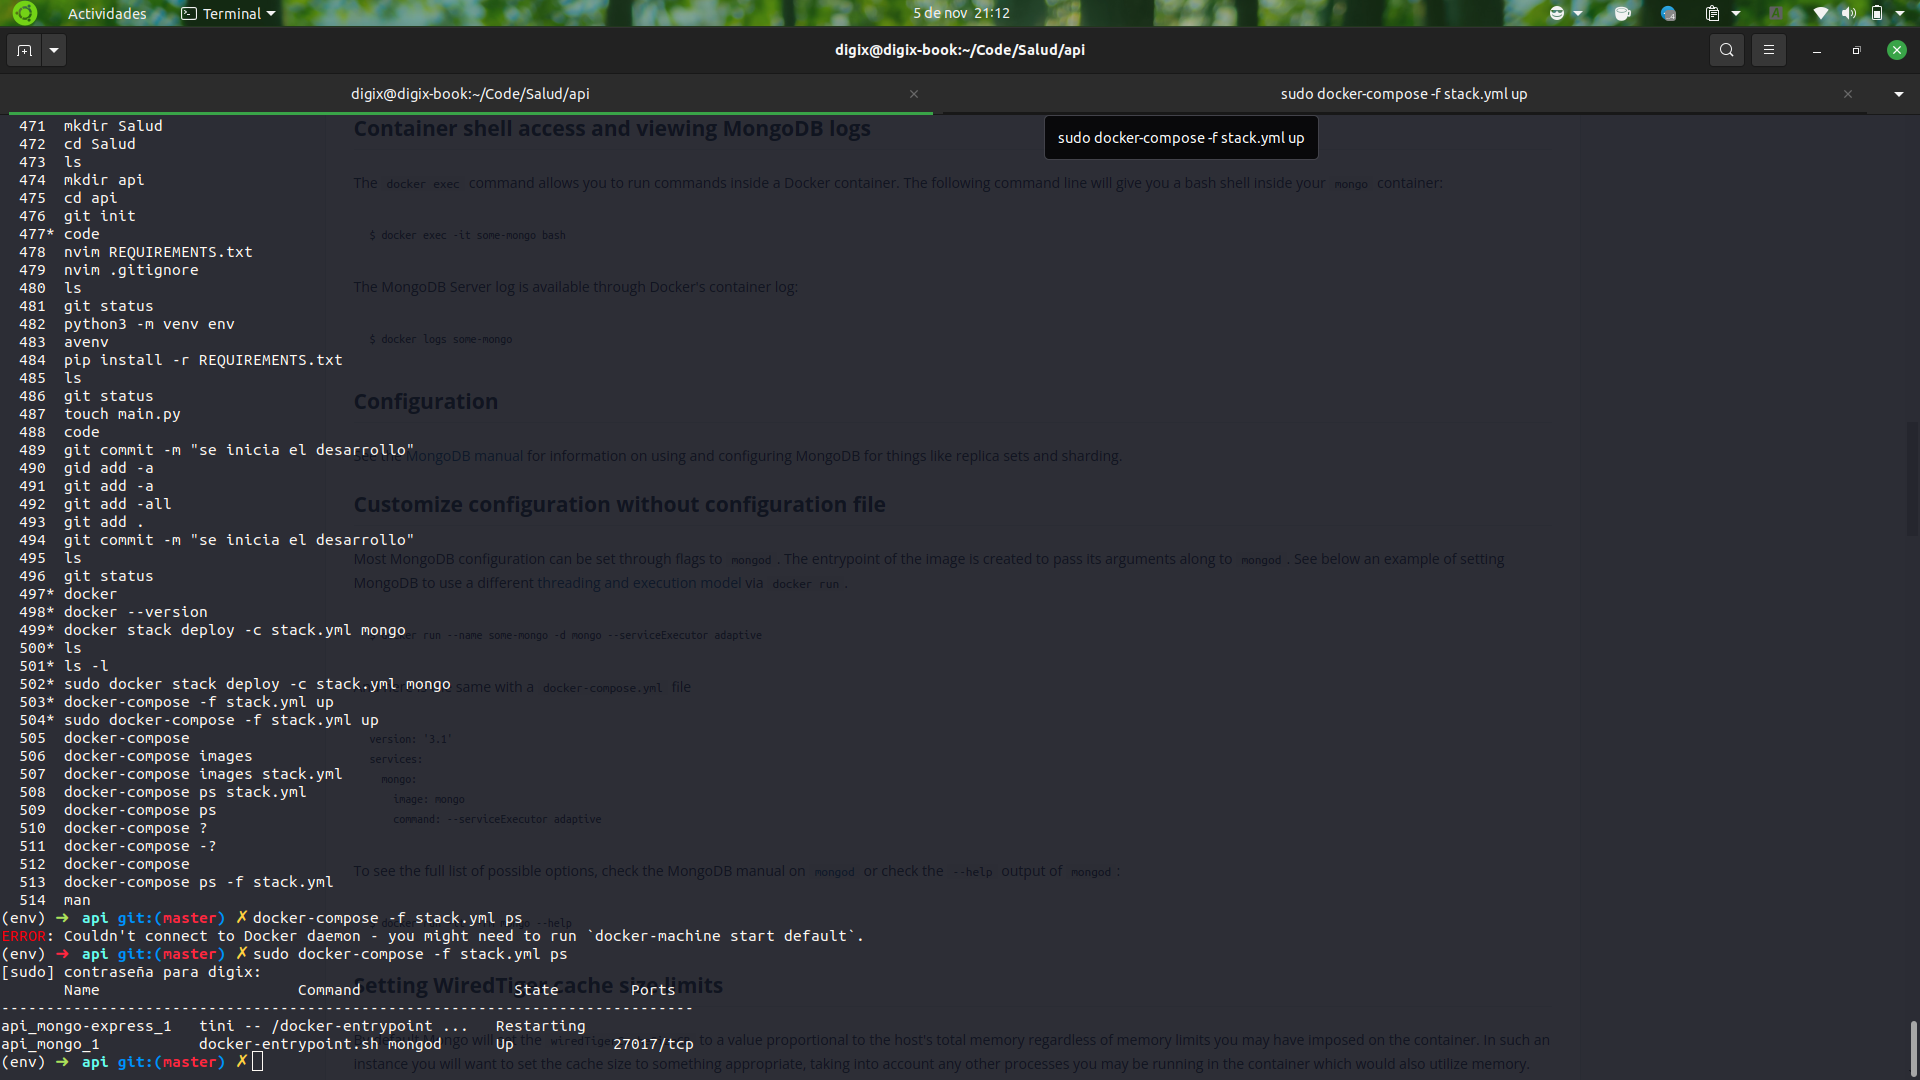 Actividades
Terminal
5 de nov 21:12
digix@digix-book:~/Code/Salud/api
digix@digix-book:~/Code/Salud/api
sudo docker-compose -f stack.yml up
sudo docker-compose -f stack.yml up
471 mkdir Salud
472 cd Salud
473 ls
474 mkdir api
475 cd api
476 git init
477* code
478 nvim REQUIREMENTS.txt
479 nvim .gitignore
480 ls
481 git status
482 python3 -m venv env
483 avenv
484 pip install -r REQUIREMENTS.txt
485 ls
486 git status
487 touch main.py
488 code
489 git commit -m "se inicia el desarrollo"
490 gid add -a
491 git add -a
492 git add -all
493 git add .
494 git commit -m "se inicia el desarrollo"
495 ls
496 git status
497* docker
498* docker --version
499* docker stack deploy -c stack.yml mongo
500* ls
501* ls -l
502* sudo docker stack deploy -c stack.yml mongo
503* docker-compose -f stack.yml up
504* sudo docker-compose -f stack.yml up
505 docker-compose
506 docker-compose images
507 docker-compose images stack.yml
508 docker-compose ps stack.yml
509 docker-compose ps
510 docker-compose ?
511 docker-compose -?
512 docker-compose
513 docker-compose ps -f stack.yml
514 man
(env) ➜ api git:(master) ✗ docker-compose -f stack.yml ps
ERROR: Couldn't connect to Docker daemon - you might need to run `docker-machine start default`.
(env) ➜ api git:(master) ✗ sudo docker-compose -f stack.yml ps
[sudo] contraseña para digix:
Name Command State Ports
-----------------------------------------------------------------------------
api_mongo-express_1 tini -- /docker-entrypoint ... Restarting
api_mongo_1 docker-entrypoint.sh mongod Up 27017/tcp
(env) ➜ api git:(master) ✗
Container shell access and viewing MongoDB logs
The docker exec command allows you to run commands inside a Docker container. The following command line will give you a bash shell inside your mongo container:
$ docker exec -it some-mongo bash
The MongoDB Server log is available through Docker's container log:
$ docker logs some-mongo
Configuration
See the MongoDB manual for information on using and configuring MongoDB for things like replica sets and sharding.
Customize configuration without configuration file
Most MongoDB configuration can be set through flags to mongod . The entrypoint of the image is created to pass its arguments along to mongod . See below an example of setting
MongoDB to use a different threading and execution model via docker run .
run --name some-mongo -d mongo --serviceExecutor adaptive
same with a docker-compose.yml file
version: '3.1'
services:
mongo:
image: mongo
command: --serviceExecutor adaptive
To see the full list of possible options, check the MongoDB manual on mongod or check the --help output of mongod :
--help
Setting WiredTiger cache size limits
to a value proportional to the host's total memory regardless of memory limits you may have imposed on the container. In such an
instance you will want to set the cache size to something appropriate, taking into account any other processes you may be running in the container which would also utilize memory.